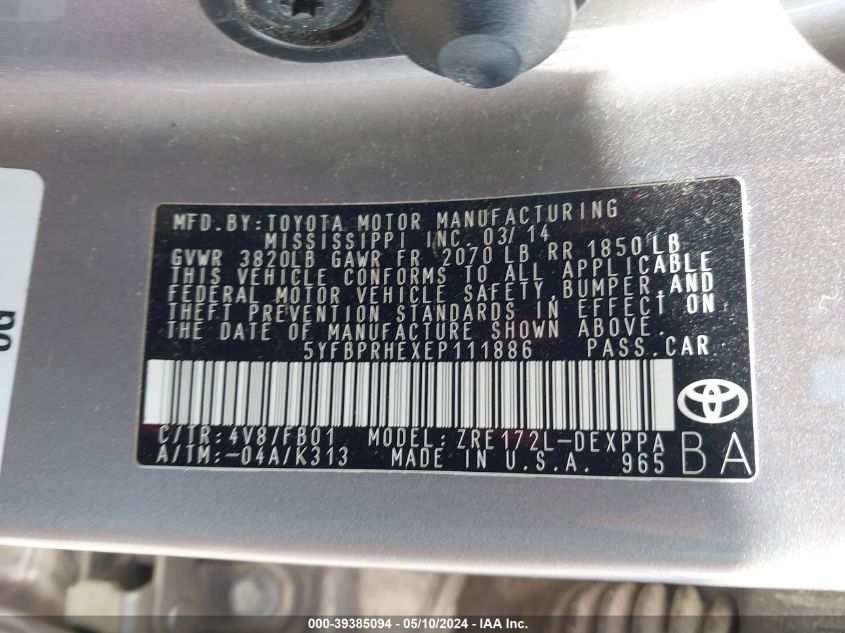 MFD. BY: TOYOTA MOTOR MANUFACTURING
MISSISSIPPI INC. 03/14
GVWR 3820LB GAWR FR 2070 LB RR 1850 LB
THIS VEHICLE CONFORMS TO ALL APPLICABLE
FEDERAL MOTOR VEHICLE SAFETY, BUMPER, AND
THEFT PREVENTION STANDARDS IN EFFECT ON
THE DATE OF MANUFACTURE SHOWN ABOVE.
5YFBPRHEXEP111886 PASS. CAR
C/TR: 4V8/FB01 MODEL: ZRE172L-DEXPPA
A/TM: -04A/K313 MADE IN U.S.A. 965 BA
000-39385094 - 05/10/2024 - IAA Inc.